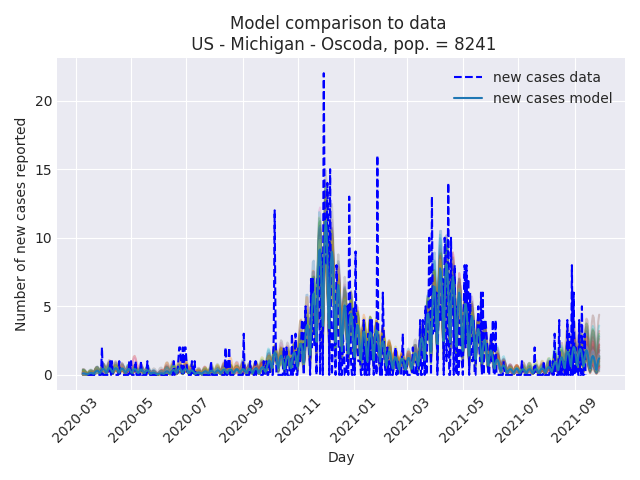 Model comparison to data
US - Michigan - Oscoda, pop. = 8241
new cases data
new cases model
Number of new cases reported
20
15
10
5
0
2020-03
2020-05
2020-07
2020-09
2020-11
2021-01
2021-03
2021-05
2021-07
2021-09
Day